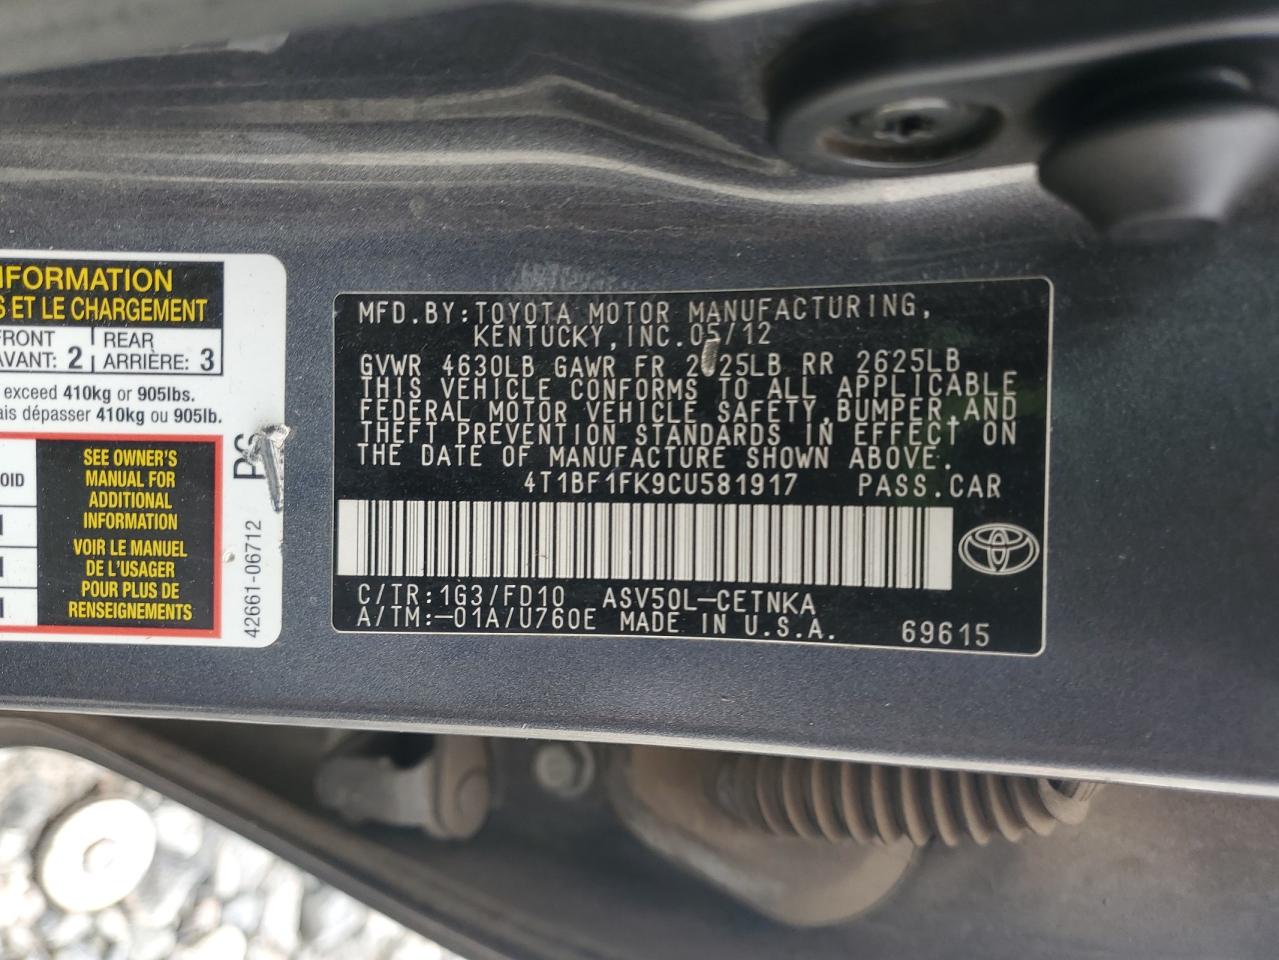 NFORMATION
S ET LE CHARGEMENT
FRONT
AVANT: 2
REAR
ARRIÈRE: 3
exceed 410kg or 905lbs.
ais dépasser 410kg ou 905lb.
OID
SEE OWNER'S
MANUAL FOR
ADDITIONAL
INFORMATION
VOIR LE MANUEL
DE L'USAGER
POUR PLUS DE
RENSEIGNEMENTS
42661-06712
MFD.BY:TOYOTA MOTOR MANUFACTURING,
KENTUCKY,INC.05/12
GVWR 4630LB GAWR FR 2625LB RR 2625LB
THIS VEHICLE CONFORMS TO ALL APPLICABLE
FEDERAL MOTOR VEHICLE SAFETY,BUMPER,AND
THEFT PREVENTION STANDARDS IN EFFECT ON
THE DATE OF MANUFACTURE SHOWN ABOVE.
4T1BF1FK9CU581917 PASS.CAR
C/TR:1G3/FD10 ASV50L-CETNKA
A/TM:-01A/U760E MADE IN U.S.A. 69615